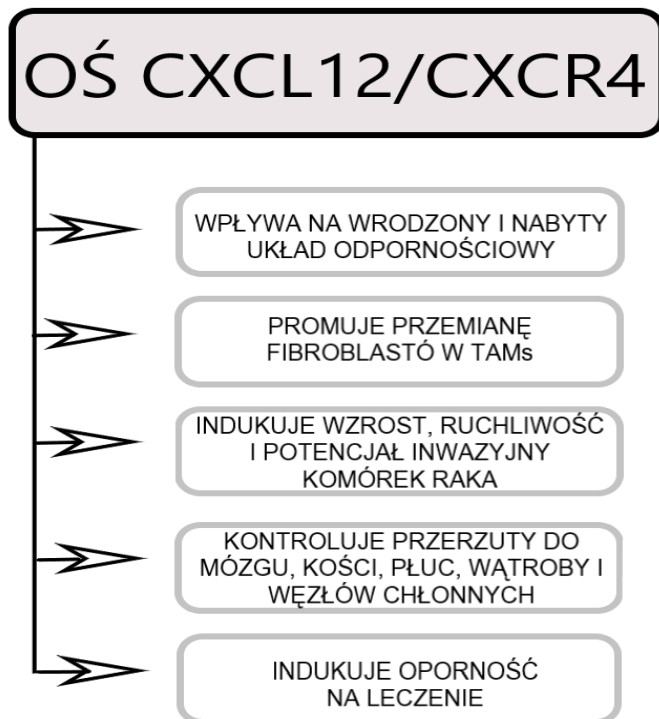 OŚ CXCL12/CXCR4
WPŁYWA NA WRODZONY I NABYTY
UKŁAD ODPORNOŚCIOWY
PROMUJE PRZEMIANĘ
FIBROBLASTÓ W TAMs
INDUKUJE WZROST, RUCHLIWOŚĆ
I POTENCJAŁ INWAZYJNY
KOMÓREK RAKA
KONTROLUJE PRZERZUTY DO
MÓZGU, KOŚCI, PŁUC, WĄTROBY I
WĘZŁÓW CHŁONNYCH
INDUKUJE OPORNOŚĆ
NA LECZENIE